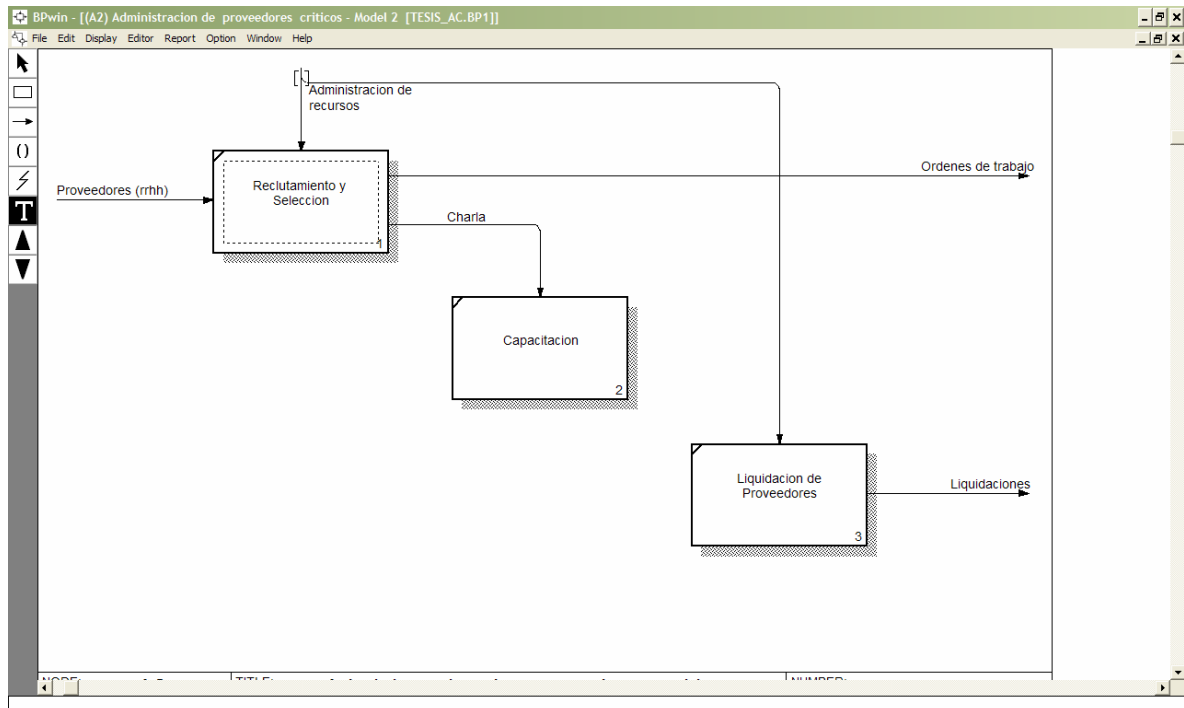 BPwin - [(A2) Administracion de proveedores criticos - Model 2 [TESIS_AC.BP1]]
File Edit Display Editor Report Option Window Help
Administracion de
recursos
Proveedores (rrhh)
Reclutamiento y
Seleccion
1
Ordenes de trabajo
Charla
Capacitacion
2
Liquidacion de
Proveedores
3
Liquidaciones
T
()
NODE:
TITLE:
NUMBER: